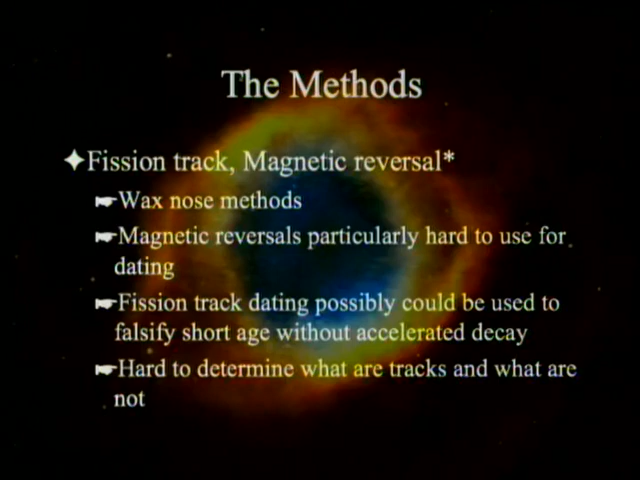 The Methods
Fission track, Magnetic reversal*
Wax nose methods
Magnetic reversals particularly hard to use for
dating
Fission track dating possibly could be used to
falsify short age without accelerated decay
Hard to determine what are tracks and what are
not